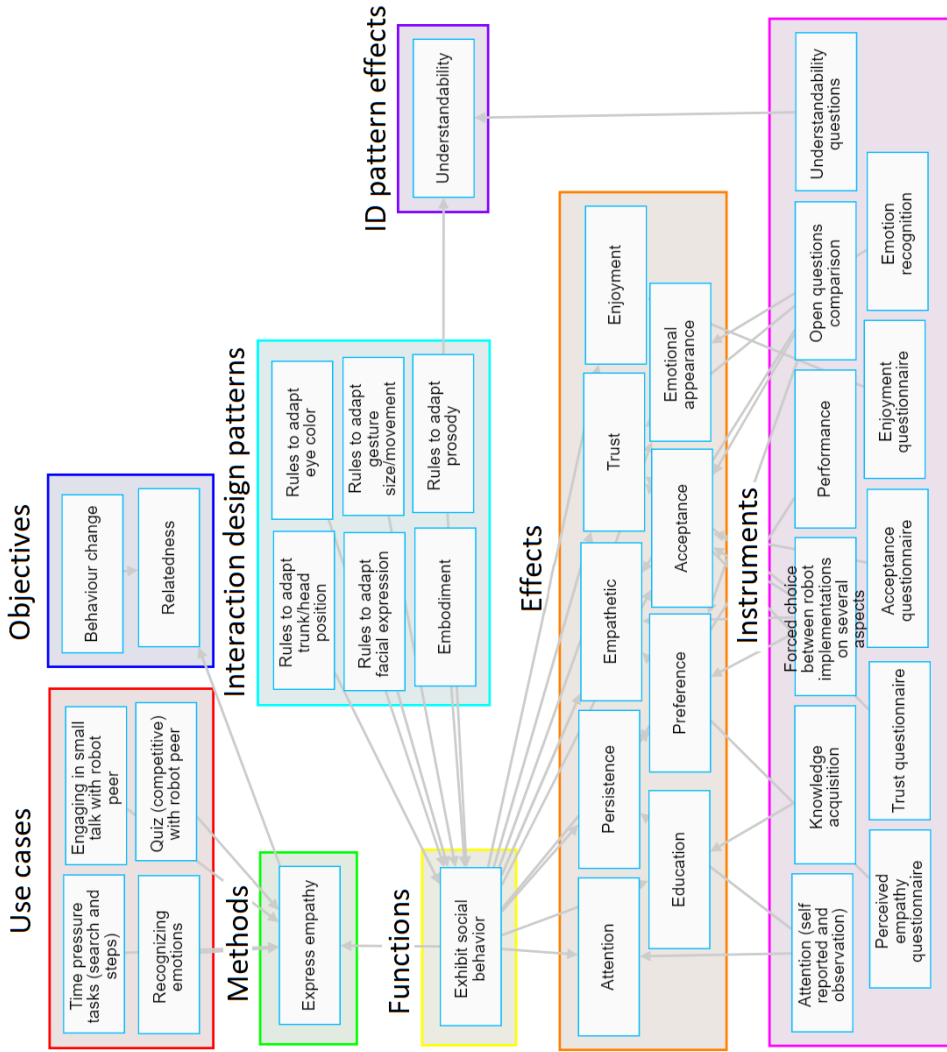 Use cases
Time pressure
tasks (search and
steps)
Engaging in small
talk with robot
peer
Recognizing
emotions
Quiz (competitive)
with robot peer
Objectives
Behaviour change
Relatedness
Methods
Express empathy
Interaction design patterns
Rules to adapt
trunk/head
position
Rules to adapt
eye color
Rules to adapt
facial expression
Rules to adapt
gesture
size/movement
Embodiment
Rules to adapt
prosody
ID pattern effects
Understandability
Functions
Exhibit social
behavior
Effects
Attention
Persistence
Empathetic
Trust
Enjoyment
Education
Preference
Acceptance
Emotional
appearance
Instruments
Attention (self
reported and
observation)
Knowledge
acquisition
Forced choice
between robot
implementations
on several
aspects
Performance
Open questions
comparison
Understandability
questions
Perceived
empathy
questionnaire
Trust questionnaire
Acceptance
questionnaire
Enjoyment
questionnaire
Emotion
recognition